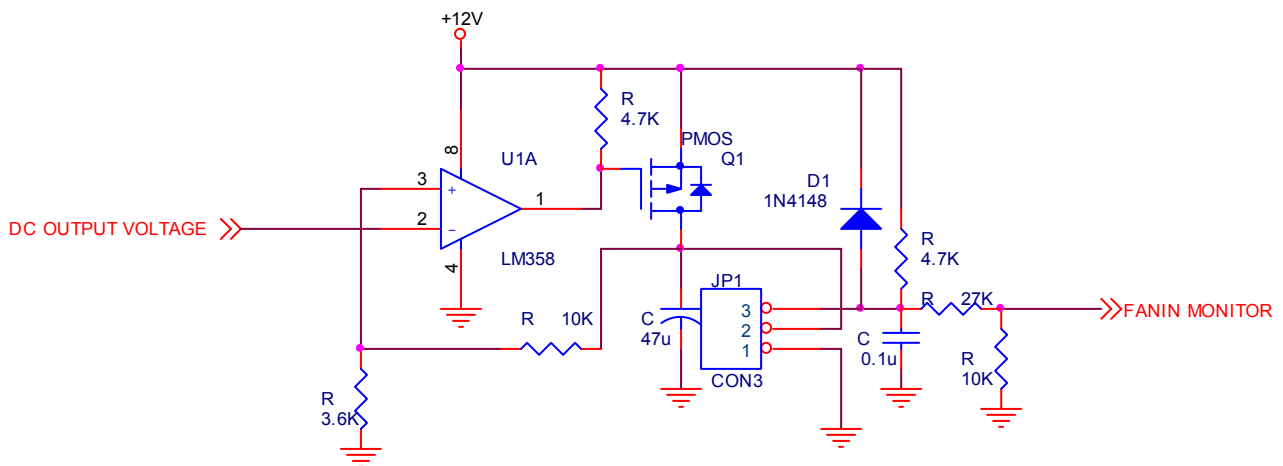 +12V
R
4.7K
PMOS
Q1
8
U1A
3
+
1
2
-
DC OUTPUT VOLTAGE
4
LM358
D1
1N4148
R
4.7K
JP1
R 10K
C
47u
3
2
1
CON3
R 27K
FANIN MONITOR
C
0.1u
R
10K
R
3.6K